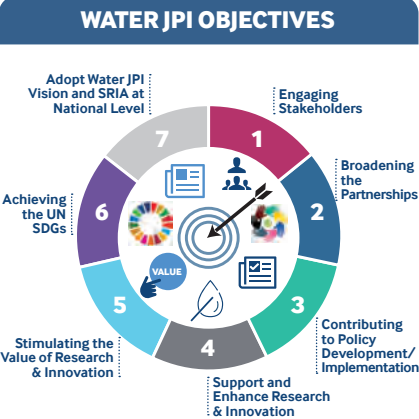 WATER JPI OBJECTIVES
Adopt Water JPI
Vision and SRIA at
National Level
Engaging
Stakeholders
7
1
Broadening
the
Partnerships
Achieving
the UN
SDGs
6
2
VALUE
5
3
4
Stimulating the
Value of Research
& Innovation
Contributing
to Policy
Development/
Implementation
Support and
Enhance Research
& Innovation